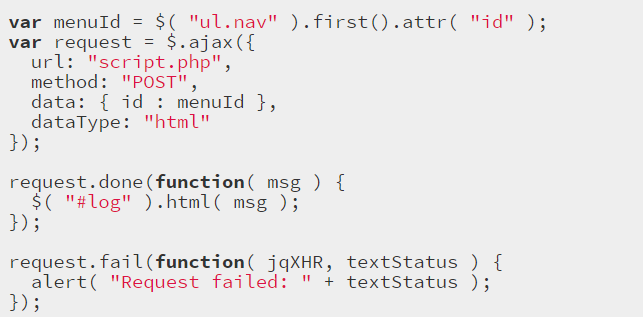 var menuId = $( "ul.nav" ).first().attr( "id" );
var request = $.ajax({
  url: "script.php",
  method: "POST",
  data: { id : menuId },
  dataType: "html"
});

request.done(function( msg ) {
  $( "#log" ).html( msg );
});

request.fail(function( jqXHR, textStatus ) {
  alert( "Request failed: " + textStatus );
});